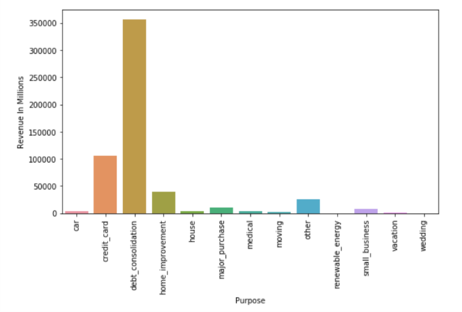 Revenue In Millions
350000
300000
250000
200000
150000
100000
50000
0
car
credit_card
debt_consolidation
home_improvement
house
major_purchase
medical
moving
other
renewable_energy
small_business
vacation
wedding
Purpose